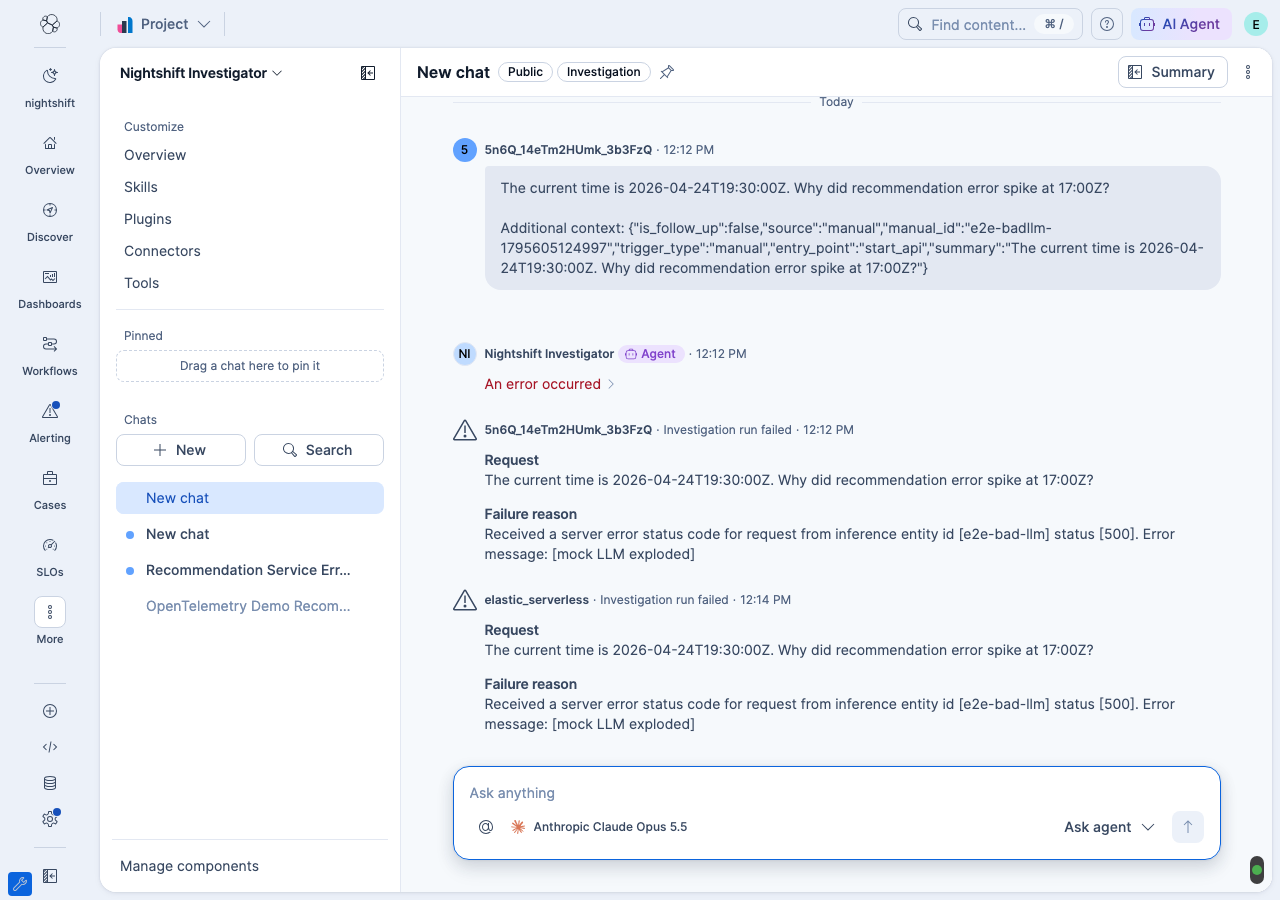 Project
Find content...
⌘ /
AI Agent
E
nightshift
Overview
Discover
Dashboards
Workflows
Alerting
Cases
SLOs
More
Nightshift Investigator
Customize
Overview
Skills
Plugins
Connectors
Tools
Pinned
Drag a chat here to pin it
Chats
New
Search
New chat
New chat
Recommendation Service Err...
OpenTelemetry Demo Recom...
Manage components
New chat
Public
Investigation
Summary
Today
5
5n6Q_14eTm2HUmk_3b3FzQ · 12:12 PM
The current time is 2026-04-24T19:30:00Z. Why did recommendation error spike at 17:00Z?
Additional context: {"is_follow_up":false,"source":"manual","manual_id":"e2e-badllm-
1795605124997","trigger_type":"manual","entry_point":"start_api","summary":"The current time is 2026-04-
24T19:30:00Z. Why did recommendation error spike at 17:00Z?"}
NI
Nightshift Investigator
Agent
· 12:12 PM
An error occurred
5n6Q_14eTm2HUmk_3b3FzQ · Investigation run failed · 12:12 PM
Request
The current time is 2026-04-24T19:30:00Z. Why did recommendation error spike at 17:00Z?
Failure reason
Received a server error status code for request from inference entity id [e2e-bad-llm] status [500]. Error
message: [mock LLM exploded]
elastic_serverless · Investigation run failed · 12:14 PM
Request
The current time is 2026-04-24T19:30:00Z. Why did recommendation error spike at 17:00Z?
Failure reason
Received a server error status code for request from inference entity id [e2e-bad-llm] status [500]. Error
message: [mock LLM exploded]
Ask anything
@
Anthropic Claude Opus 5.5
Ask agent